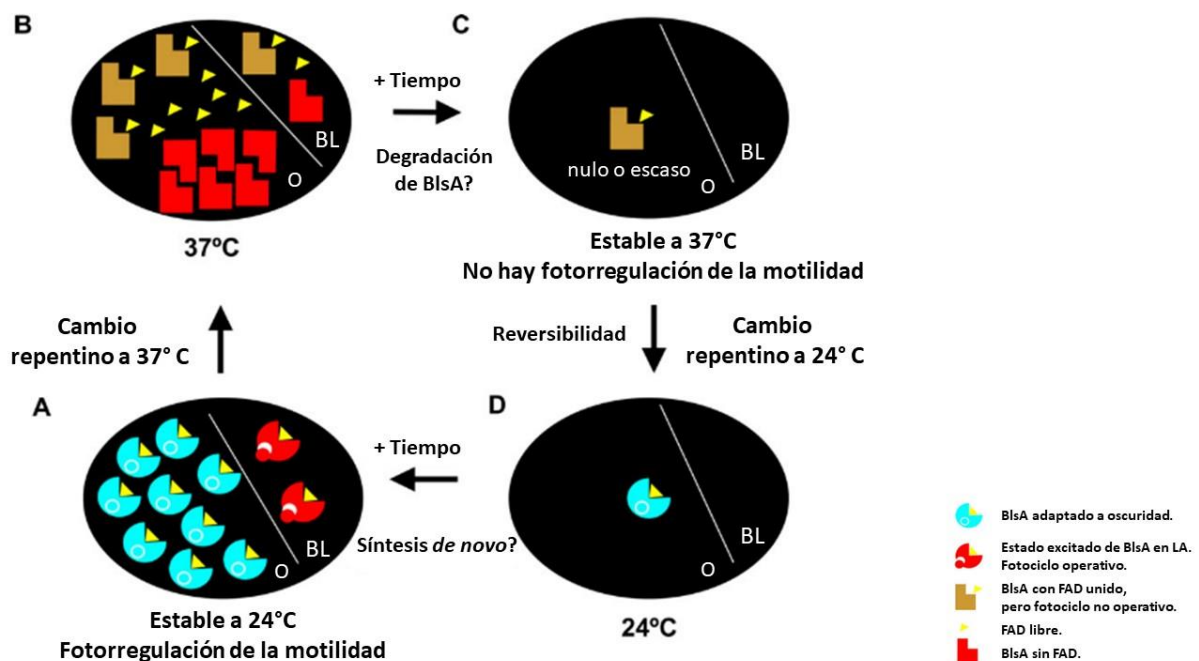 B
+ Tiempo
Degradación
de BlsA?
BL
O
37ºC
C
nulo o escaso
BL
O
Estable a 37°C
No hay fotorregulación de la motilidad
Cambio
repentino a 37° C
Reversibilidad
Cambio
repentino a 24° C
A
BL
O
Estable a 24°C
Fotorregulación de la motilidad
+ Tiempo
Síntesis de novo?
D
BL
O
24ºC
BlsA adaptado a oscuridad.
Estado excitado de BlsA en LA.
Fotociclo operativo.
BlsA con FAD unido,
pero fotociclo no operativo.
FAD libre.
BlsA sin FAD.